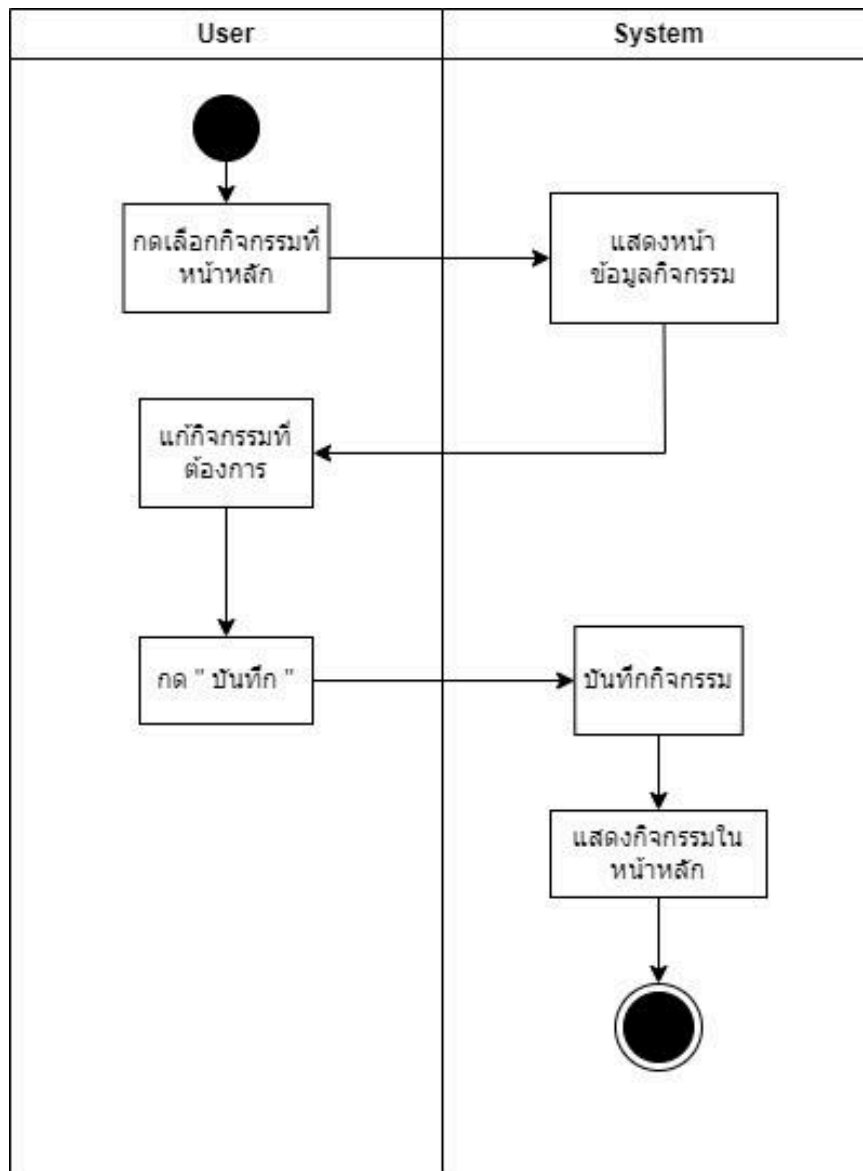 User
System
กดเลือกกิจกรรมที่
หน้าหลัก
แสดงหน้า
ข้อมูลกิจกรรม
แก้กิจกรรมที่
ต้องการ
กด " บันทึก "
บันทึกกิจกรรม
แสดงกิจกรรมใน
หน้าหลัก